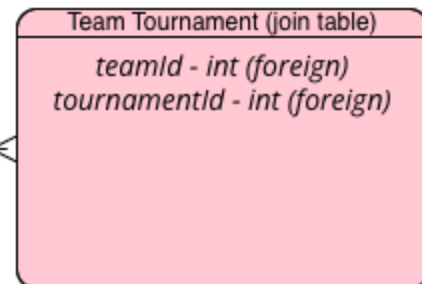 Team Tournament (join table)
teamId - int (foreign)
tournamentId - int (foreign)